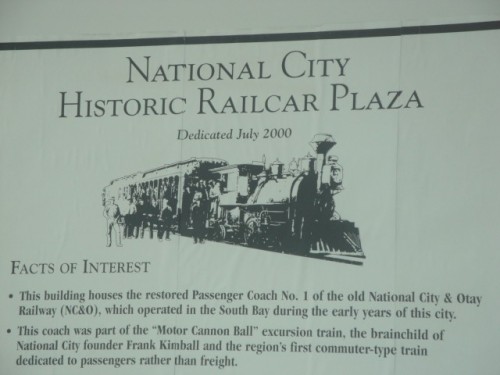 NATIONAL CITY
HISTORIC RAILCAR PLAZA
Dedicated July 2000
FACTS OF INTEREST
• This building houses the restored Passenger Coach No. 1 of the old National City & Otay
Railway (NC&O), which operated in the South Bay during the early years of this city.
• This coach was part of the "Motor Cannon Ball" excursion train, the brainchild of
National City founder Frank Kimball and the region's first commuter-type train
dedicated to passengers rather than freight.